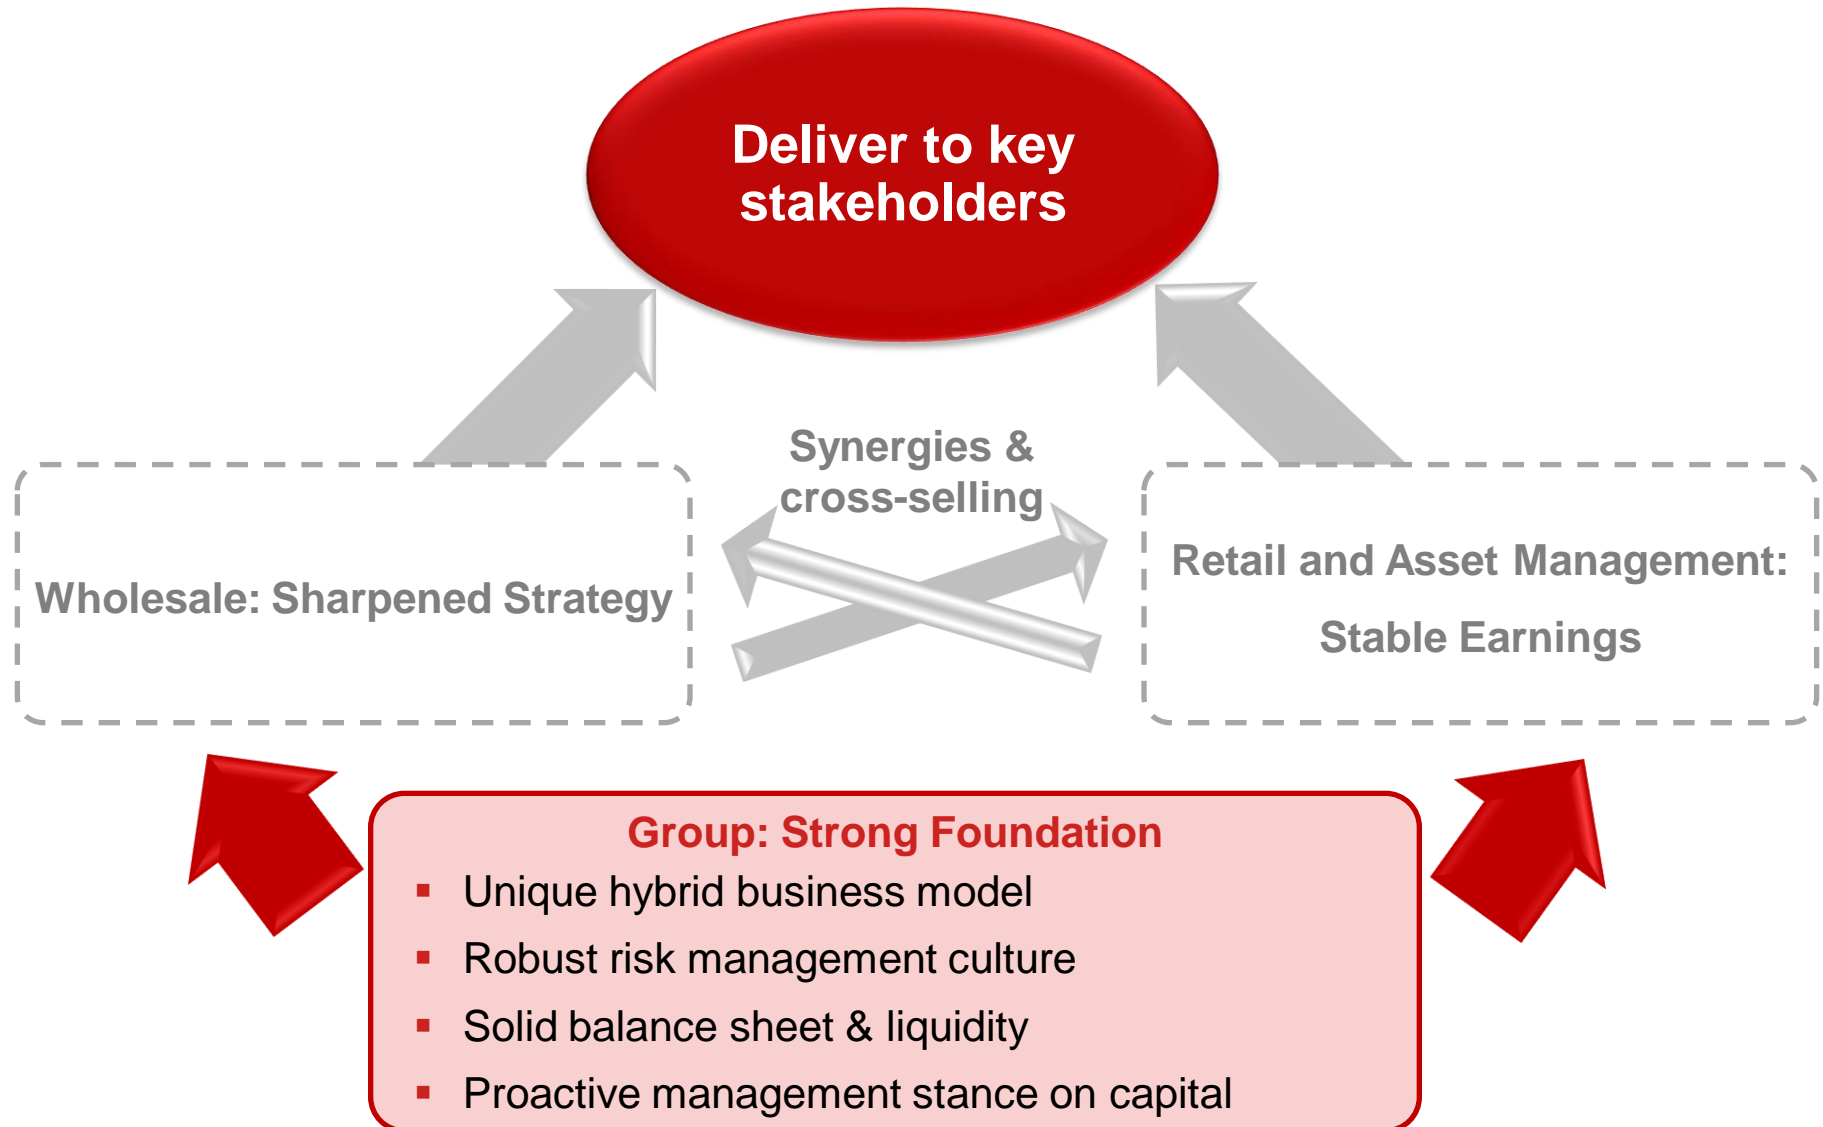 Deliver to key
stakeholders
Synergies &
cross-selling
Wholesale: Sharpened Strategy
Retail and Asset Management:
Stable Earnings
Group: Strong Foundation
▪ Unique hybrid business model
▪ Robust risk management culture
▪ Solid balance sheet & liquidity
▪ Proactive management stance on capital